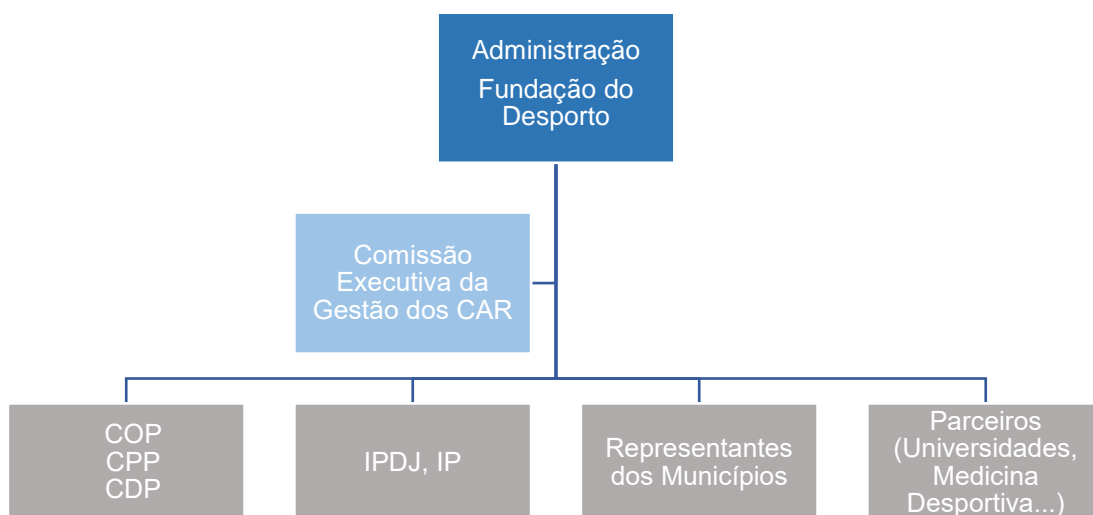 Administração
Fundação do
Desporto
Comissão
Executiva da
Gestão dos CAR
COP
CPP
CDP
IPDJ, IP
Representantes
dos Municípios
Parceiros
(Universidades,
Medicina
Desportiva...)